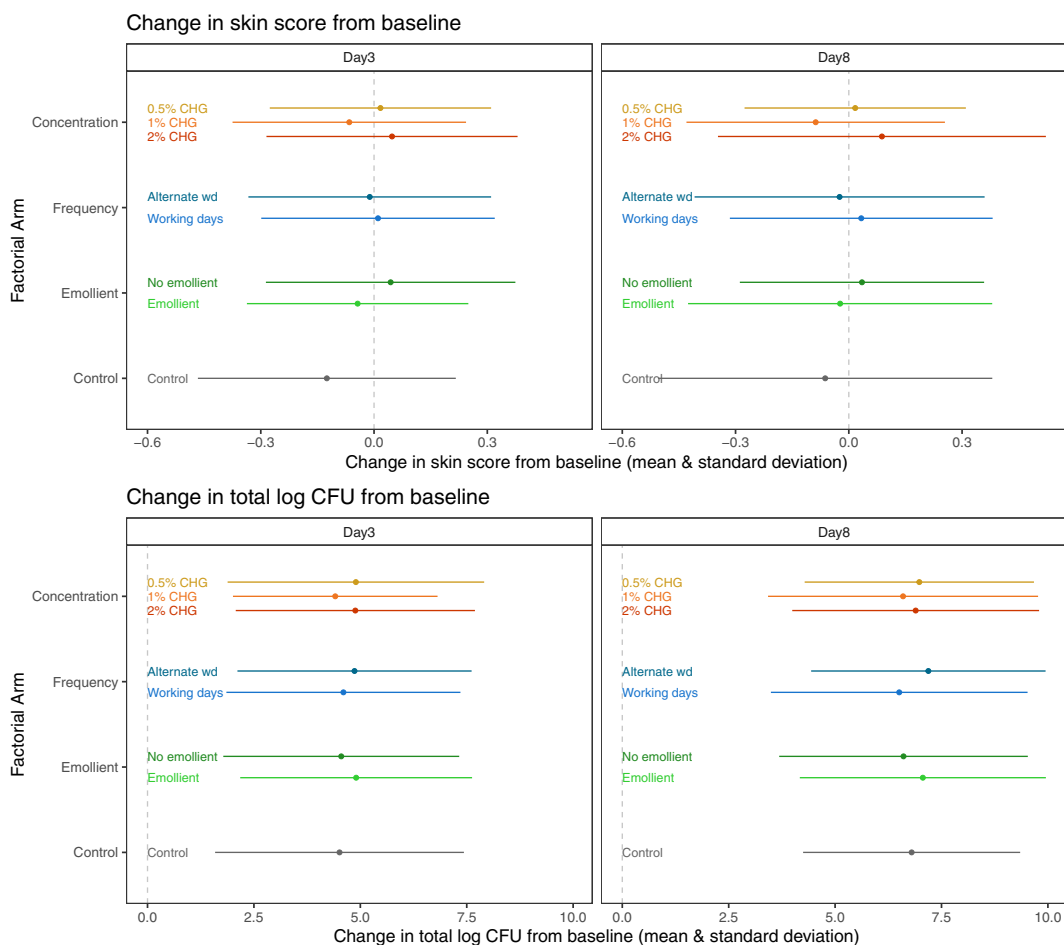 Change in skin score from baseline
Day3 Day8
Factorial Arm
Concentration
0.5% CHG 0.5% CHG
1% CHG 1% CHG
2% CHG 2% CHG
Frequency
Alternate wd Alternate wd
Working days Working days
Emollient
No emollient No emollient
Emollient Emollient
Control Control Control
−0.6 −0.3 0.0 0.3 −0.6 −0.3 0.0 0.3
Change in skin score from baseline (mean & standard deviation)
Change in total log CFU from baseline
Day3 Day8
Factorial Arm
Concentration
0.5% CHG 0.5% CHG
1% CHG 1% CHG
2% CHG 2% CHG
Frequency
Alternate wd Alternate wd
Working days Working days
Emollient
No emollient No emollient
Emollient Emollient
Control Control Control
0.0 2.5 5.0 7.5 10.0 0.0 2.5 5.0 7.5 10.0
Change in total log CFU from baseline (mean & standard deviation)